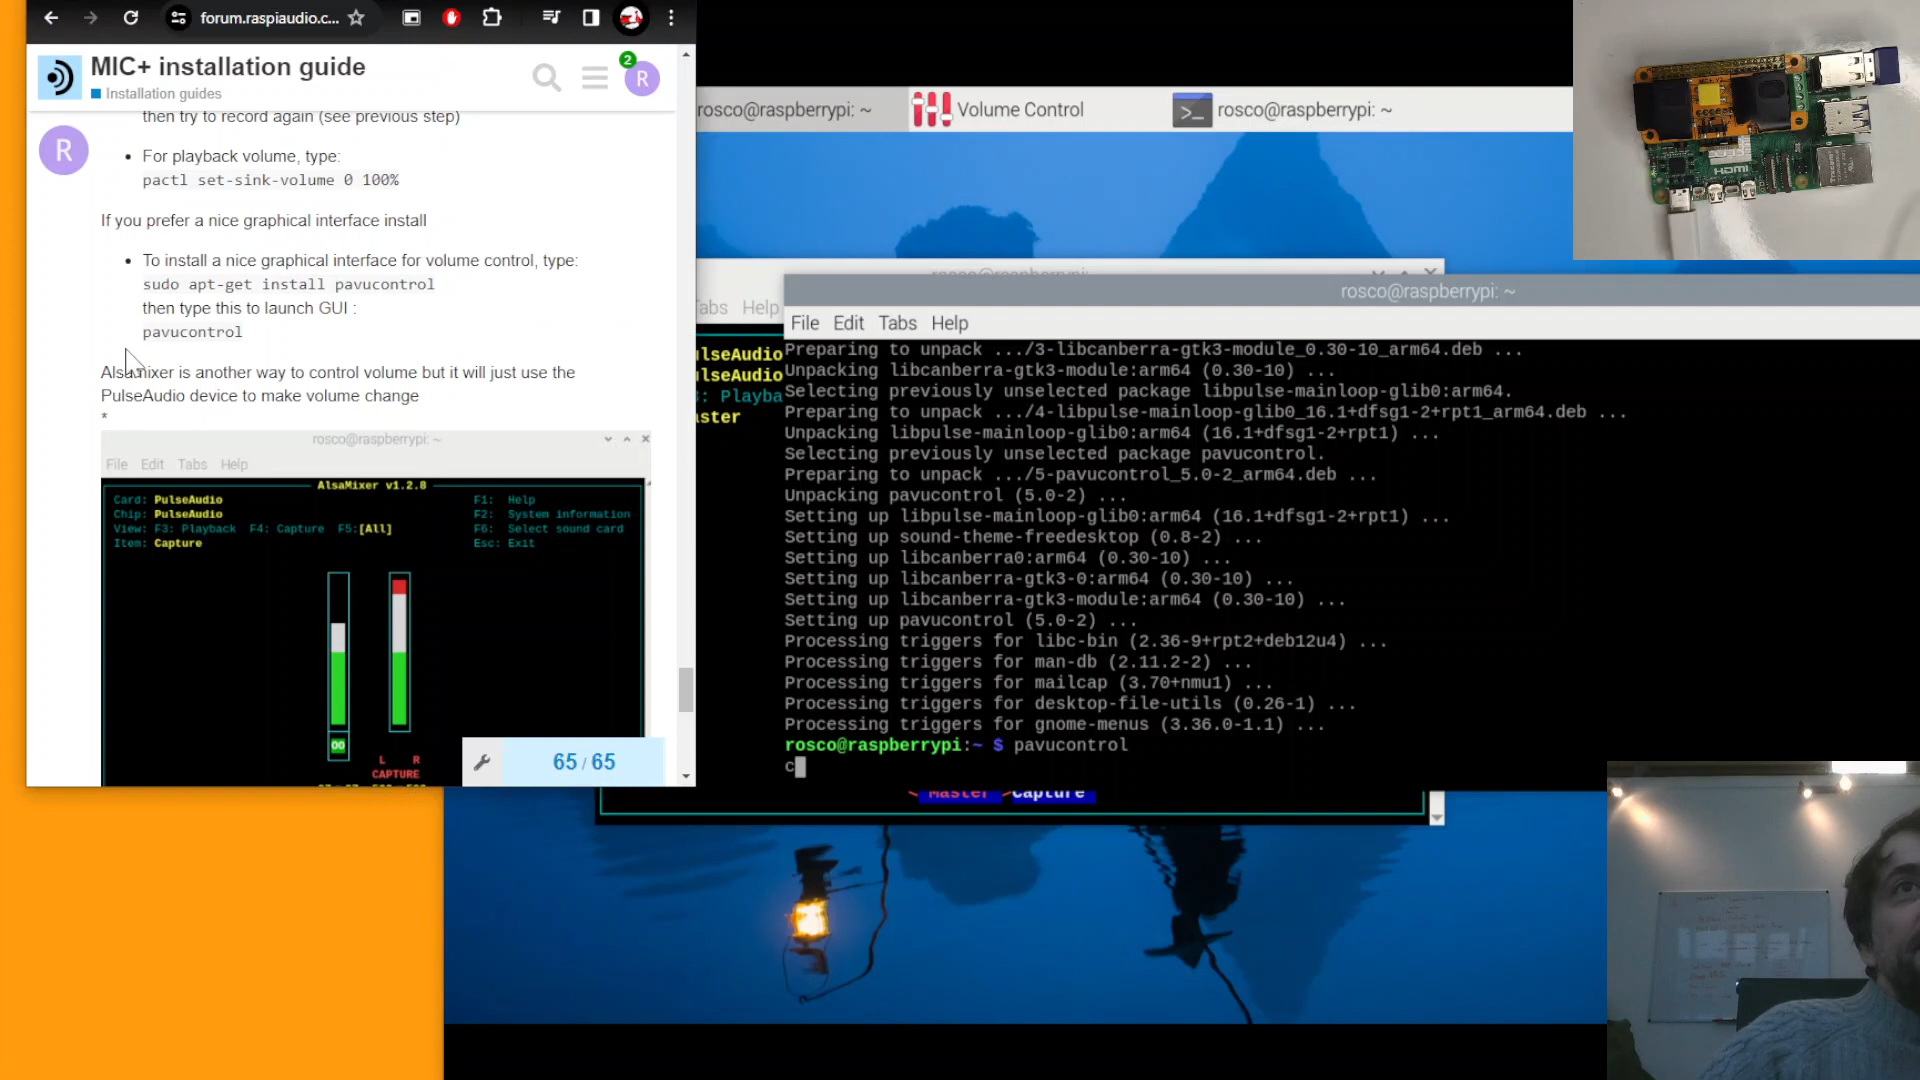 forum.raspiaudio.c...
MIC+ installation guide
Installation guides
2
R
R
then try to record again (see previous step)
For playback volume, type:
pactl set-sink-volume 0 100%
If you prefer a nice graphical interface install
To install a nice graphical interface for volume control, type:
sudo apt-get install pavucontrol
then type this to launch GUI :
pavucontrol
Alsamixer is another way to control volume but it will just use the
PulseAudio device to make volume change
*
rosco@raspberrypi: ~
File Edit Tabs Help
AlsaMixer v1.2.8
Card: PulseAudio F1: Help
Chip: PulseAudio F2: System information
View: F3: Playback F4: Capture F5:[All] F6: Select sound card
Item: Capture Esc: Exit
00
L R
CAPTURE
65 / 65
rosco@raspberrypi: ~
Volume Control
rosco@raspberrypi: ~
HDMI
rosco@raspberrypi: ~
Tabs Help
rosco@raspberrypi: ~
File Edit Tabs Help
lseAudio
lseAudio
: Playba
ster
Preparing to unpack .../3-libcanberra-gtk3-module_0.30-10_arm64.deb ...
Unpacking libcanberra-gtk3-module:arm64 (0.30-10) ...
Selecting previously unselected package libpulse-mainloop-glib0:arm64.
Preparing to unpack .../4-libpulse-mainloop-glib0_16.1+dfsg1-2+rpt1_arm64.deb ...
Unpacking libpulse-mainloop-glib0:arm64 (16.1+dfsg1-2+rpt1) ...
Selecting previously unselected package pavucontrol.
Preparing to unpack .../5-pavucontrol_5.0-2_arm64.deb ...
Unpacking pavucontrol (5.0-2) ...
Setting up libpulse-mainloop-glib0:arm64 (16.1+dfsg1-2+rpt1) ...
Setting up sound-theme-freedesktop (0.8-2) ...
Setting up libcanberra0:arm64 (0.30-10) ...
Setting up libcanberra-gtk3-0:arm64 (0.30-10) ...
Setting up libcanberra-gtk3-module:arm64 (0.30-10) ...
Setting up pavucontrol (5.0-2) ...
Processing triggers for libc-bin (2.36-9+rpt2+deb12u4) ...
Processing triggers for man-db (2.11.2-2) ...
Processing triggers for mailcap (3.70+nmu1) ...
Processing triggers for desktop-file-utils (0.26-1) ...
Processing triggers for gnome-menus (3.36.0-1.1) ...
rosco@raspberrypi:~ $ pavucontrol
c
< Master >Capture